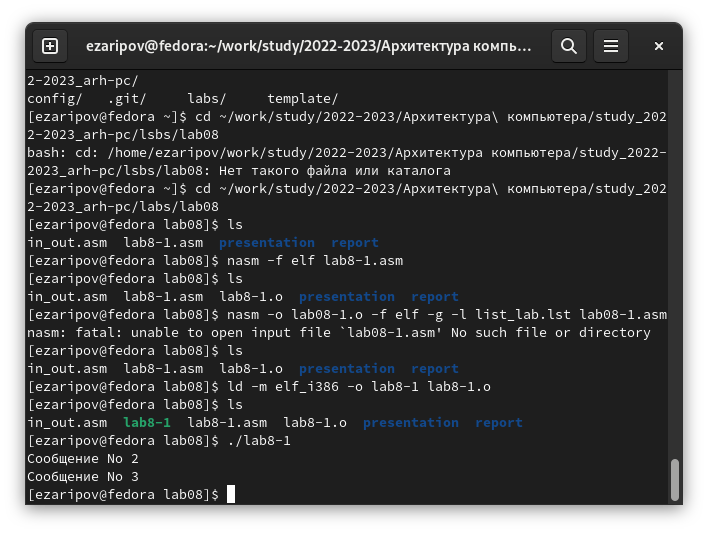 ezaripov@fedora:~/work/study/2022-2023/Архитектура компь…
2-2023_arh-pc/
config/   .git/     labs/     template/
[ezaripov@fedora ~]$ cd ~/work/study/2022-2023/Архитектура\ компьютера/study_202
2-2023_arh-pc/lsbs/lab08
bash: cd: /home/ezaripov/work/study/2022-2023/Архитектура компьютера/study_2022-
2023_arh-pc/lsbs/lab08: Нет такого файла или каталога
[ezaripov@fedora ~]$ cd ~/work/study/2022-2023/Архитектура\ компьютера/study_202
2-2023_arh-pc/labs/lab08
[ezaripov@fedora lab08]$ ls
in_out.asm  lab8-1.asm  presentation  report
[ezaripov@fedora lab08]$ nasm -f elf lab8-1.asm
[ezaripov@fedora lab08]$ ls
in_out.asm  lab8-1.asm  lab8-1.o  presentation  report
[ezaripov@fedora lab08]$ nasm -o lab08-1.o -f elf -g -l list_lab.lst lab08-1.asm
nasm: fatal: unable to open input file `lab08-1.asm' No such file or directory
[ezaripov@fedora lab08]$ ls
in_out.asm  lab8-1.asm  lab8-1.o  presentation  report
[ezaripov@fedora lab08]$ ld -m elf_i386 -o lab8-1 lab8-1.o
[ezaripov@fedora lab08]$ ls
in_out.asm  lab8-1  lab8-1.asm  lab8-1.o  presentation  report
[ezaripov@fedora lab08]$ ./lab8-1
Сообщение No 2
Сообщение No 3
[ezaripov@fedora lab08]$